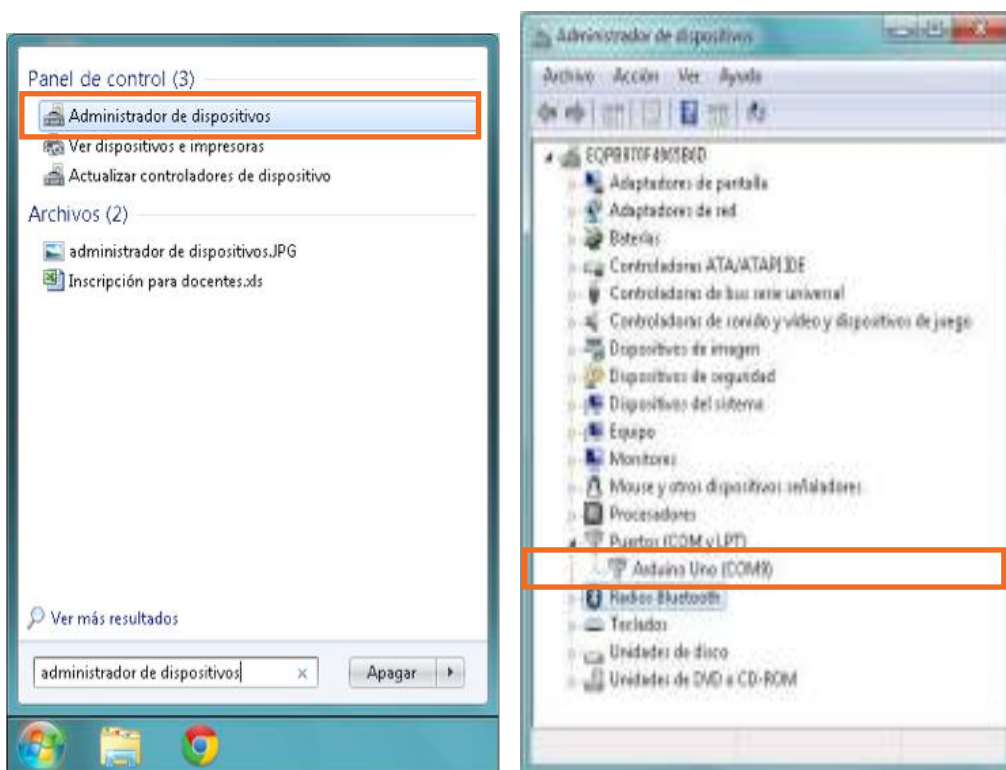 Panel de control (3)
Administrador de dispositivos
Ver dispositivos e impresoras
Actualizar controladores de dispositivo
Archivos (2)
administrador de dispositivos.JPG
Inscripción para docentes.xls
Ver más resultados
administrador de dispositivos
Apagar
Administrador de dispositivos
Archivo Acción Ver Ayuda
Adaptadores de pantalla
Adaptadores de red
Baterías
Controladoras ATA/ATAPI IDE
Controladoras de bus serie universal
Controladoras de sonido y video y dispositivos de juego
Dispositivos de imagen
Dispositivos de seguridad
Dispositivos del sistema
Equipo
Monitores
Mouse y otros dispositivos señaladores
Procesadores
Puertos (COM y LPT)
Arduino Uno (COM9)
Radios Bluetooth
Teclados
Unidades de disco
Unidades de DVD o CD-ROM